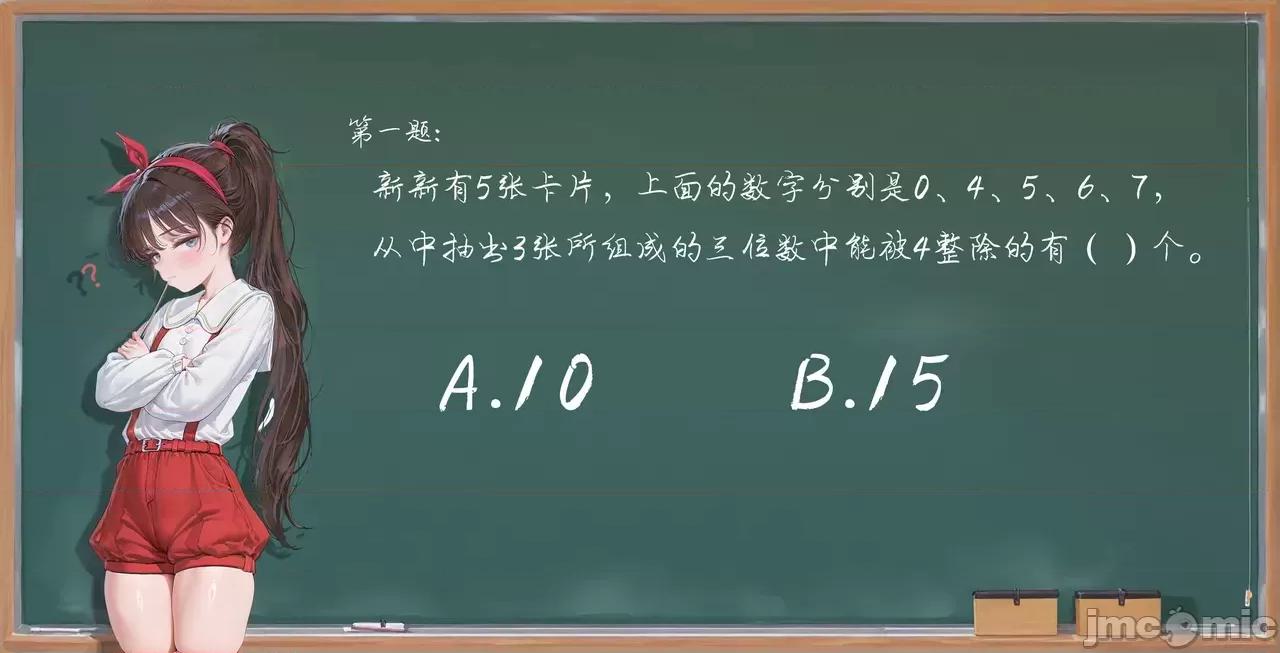 第一题:
新新有5张卡片，上面的数字分别是0、4、5、6、7，
从中抽出3张所组成的三位数中能被4整除的有（ ）个。
A.10 B.15
??
jmcomic